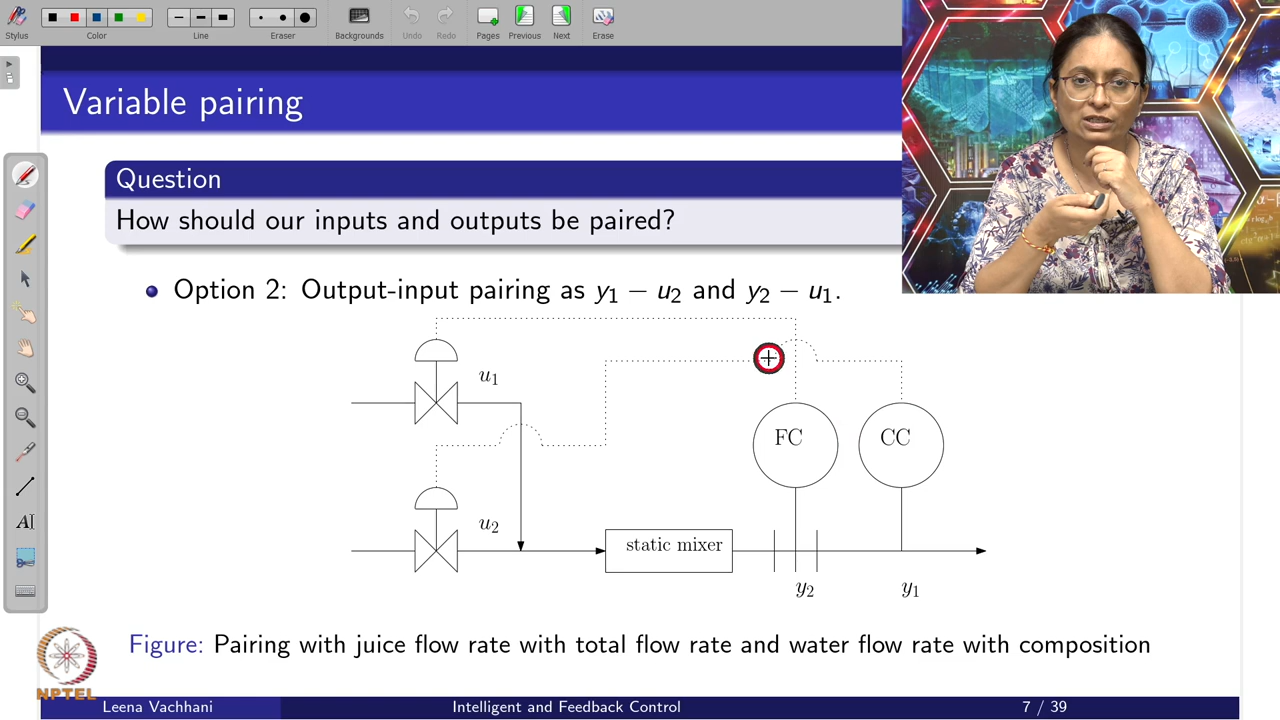 Stylus
Color
Line
Eraser
Backgrounds
Undo
Redo
Pages
Previous
Next
Erase
Variable pairing
Question
How should our inputs and outputs be paired?
Option 2: Output-input pairing as y₁ − u₂ and y₂ − u₁.
u₁
FC
CC
u₂
static mixer
y₂
y₁
Figure: Pairing with juice flow rate with total flow rate and water flow rate with composition
NPTEL
Leena Vachhani
Intelligent and Feedback Control
7 / 39